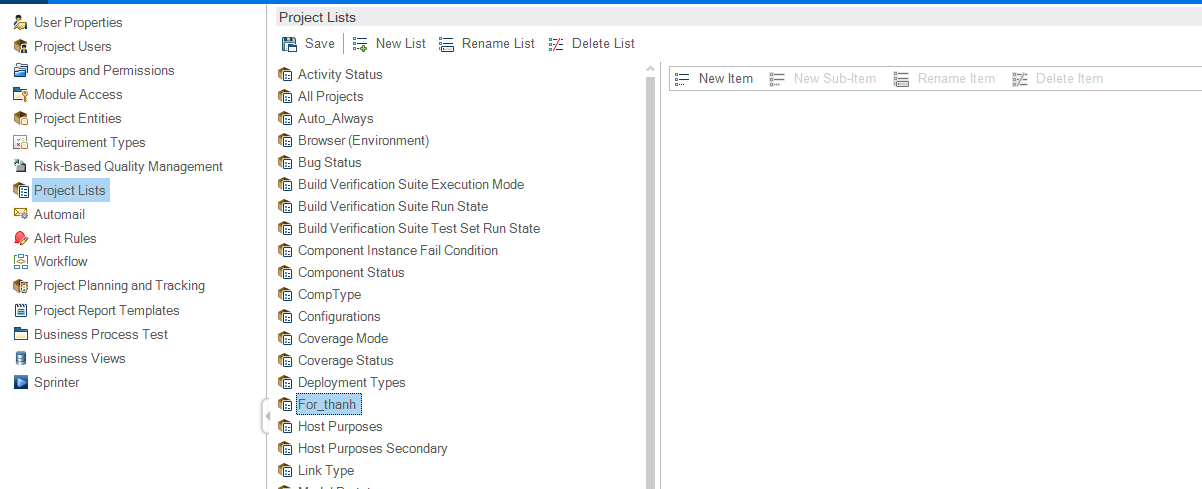 User Properties
Project Users
Groups and Permissions
Module Access
Project Entities
Requirement Types
Risk-Based Quality Management
Project Lists
Automail
Alert Rules
Workflow
Project Planning and Tracking
Project Report Templates
Business Process Test
Business Views
Sprinter
Project Lists
Save New List Rename List Delete List
Activity Status
All Projects
Auto_Always
Browser (Environment)
Bug Status
Build Verification Suite Execution Mode
Build Verification Suite Run State
Build Verification Suite Test Set Run State
Component Instance Fail Condition
Component Status
CompType
Configurations
Coverage Mode
Coverage Status
Deployment Types
For_thanh
Host Purposes
Host Purposes Secondary
Link Type
New Item New Sub-Item Rename Item Delete Item